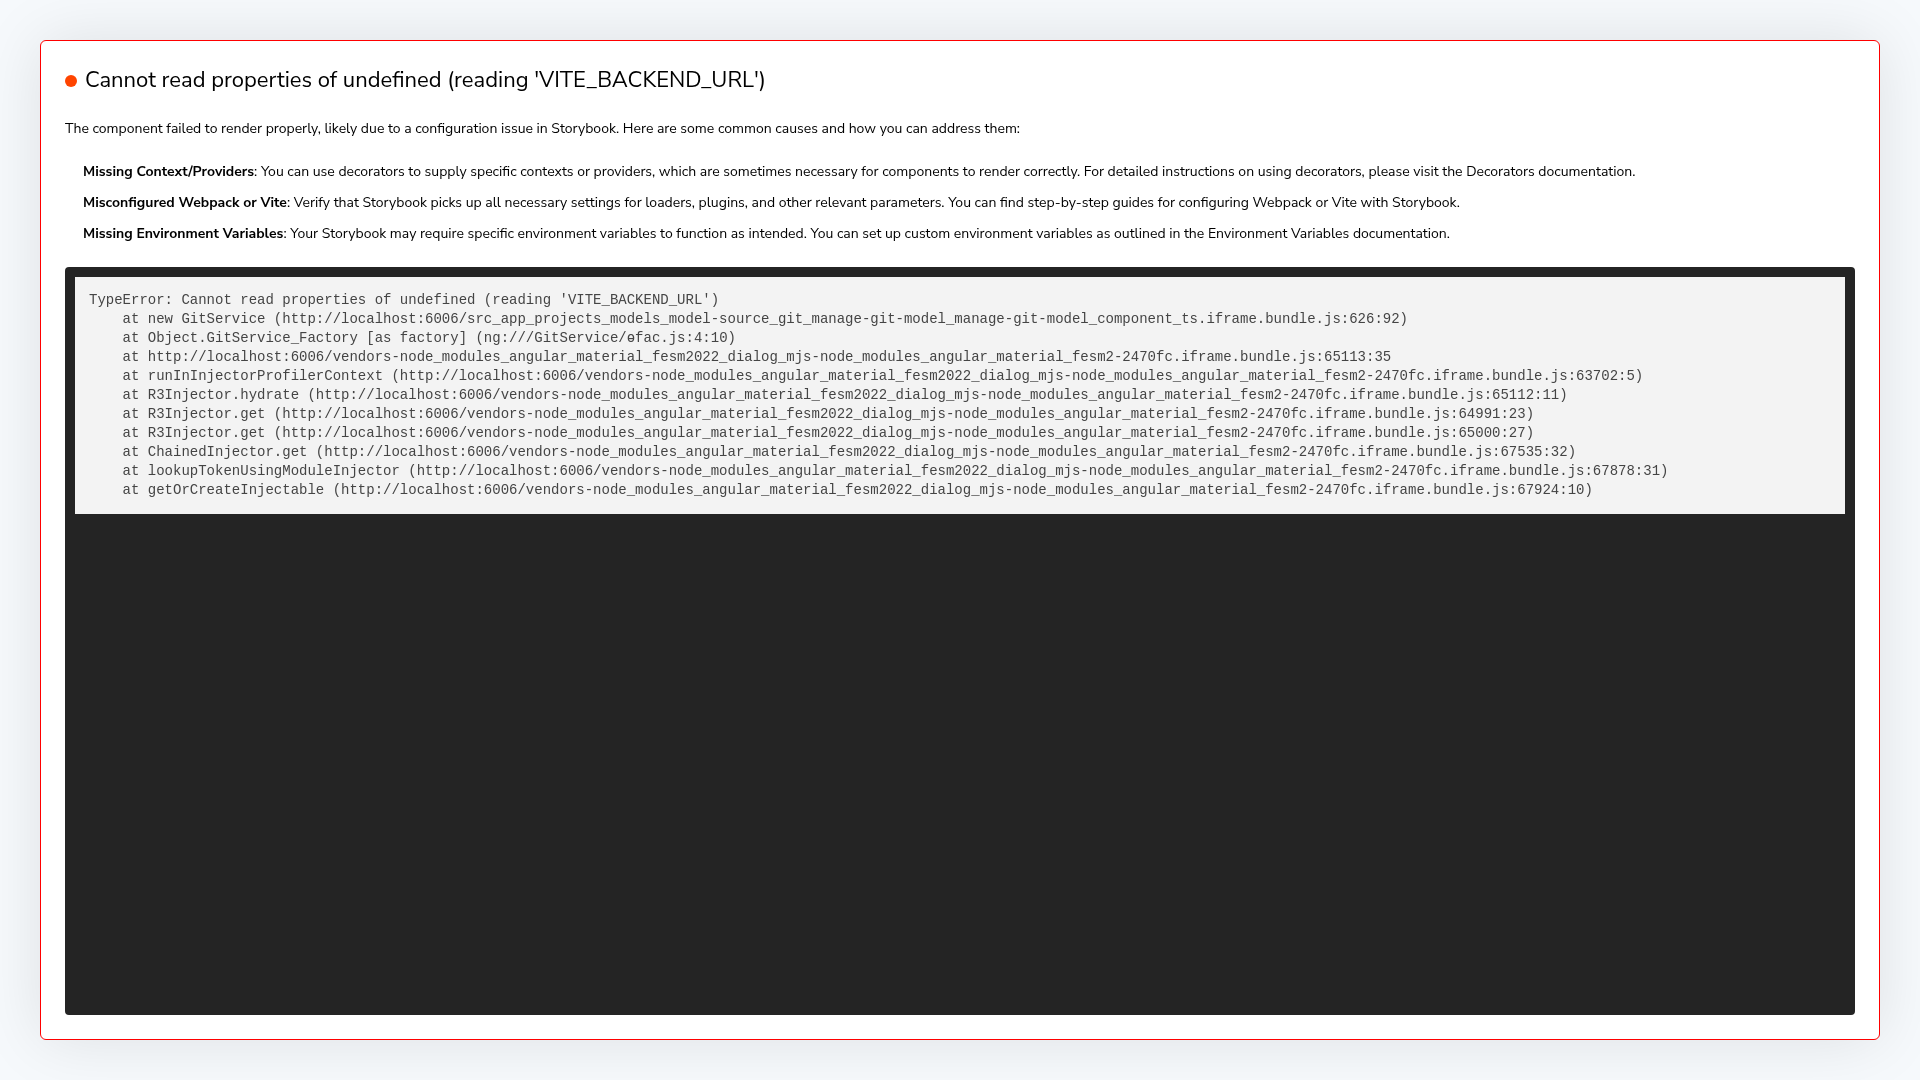 Cannot read properties of undefined (reading 'VITE_BACKEND_URL')
The component failed to render properly, likely due to a configuration issue in Storybook. Here are some common causes and how you can address them:
Missing Context/Providers: You can use decorators to supply specific contexts or providers, which are sometimes necessary for components to render correctly. For detailed instructions on using decorators, please visit the Decorators documentation.
Misconfigured Webpack or Vite: Verify that Storybook picks up all necessary settings for loaders, plugins, and other relevant parameters. You can find step-by-step guides for configuring Webpack or Vite with Storybook.
Missing Environment Variables: Your Storybook may require specific environment variables to function as intended. You can set up custom environment variables as outlined in the Environment Variables documentation.
TypeError: Cannot read properties of undefined (reading 'VITE_BACKEND_URL')
    at new GitService (http://localhost:6006/src_app_projects_models_model-source_git_manage-git-model_manage-git-model_component_ts.iframe.bundle.js:626:92)
    at Object.GitService_Factory [as factory] (ng:///GitService/ɵfac.js:4:10)
    at http://localhost:6006/vendors-node_modules_angular_material_fesm2022_dialog_mjs-node_modules_angular_material_fesm2-2470fc.iframe.bundle.js:65113:35
    at runInInjectorProfilerContext (http://localhost:6006/vendors-node_modules_angular_material_fesm2022_dialog_mjs-node_modules_angular_material_fesm2-2470fc.iframe.bundle.js:63702:5)
    at R3Injector.hydrate (http://localhost:6006/vendors-node_modules_angular_material_fesm2022_dialog_mjs-node_modules_angular_material_fesm2-2470fc.iframe.bundle.js:65112:11)
    at R3Injector.get (http://localhost:6006/vendors-node_modules_angular_material_fesm2022_dialog_mjs-node_modules_angular_material_fesm2-2470fc.iframe.bundle.js:64991:23)
    at R3Injector.get (http://localhost:6006/vendors-node_modules_angular_material_fesm2022_dialog_mjs-node_modules_angular_material_fesm2-2470fc.iframe.bundle.js:65000:27)
    at ChainedInjector.get (http://localhost:6006/vendors-node_modules_angular_material_fesm2022_dialog_mjs-node_modules_angular_material_fesm2-2470fc.iframe.bundle.js:67535:32)
    at lookupTokenUsingModuleInjector (http://localhost:6006/vendors-node_modules_angular_material_fesm2022_dialog_mjs-node_modules_angular_material_fesm2-2470fc.iframe.bundle.js:67878:31)
    at getOrCreateInjectable (http://localhost:6006/vendors-node_modules_angular_material_fesm2022_dialog_mjs-node_modules_angular_material_fesm2-2470fc.iframe.bundle.js:67924:10)